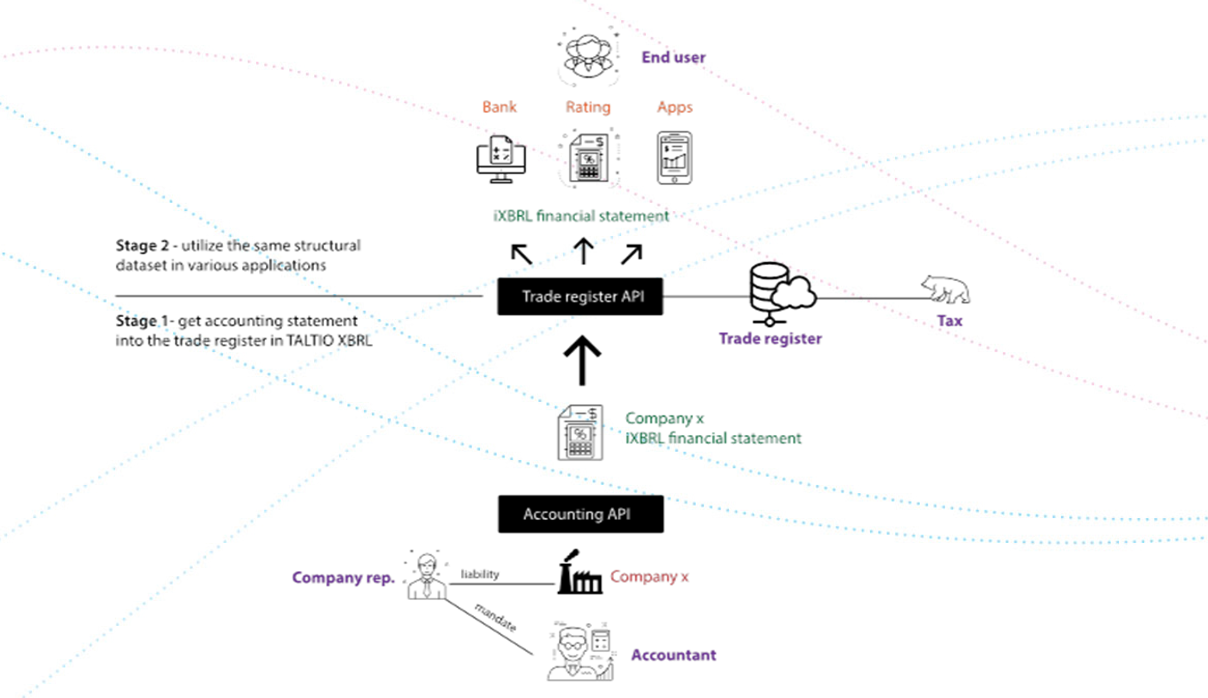 End user
Bank
Rating
Apps
iXBRL financial statement
Stage 2 - utilize the same structural
dataset in various applications
Trade register API
Stage 1- get accounting statement
into the trade register in TALTIO XBRL
Trade register
Tax
Company x
iXBRL financial statement
Accounting API
Company rep.
liability
Company x
mandate
Accountant